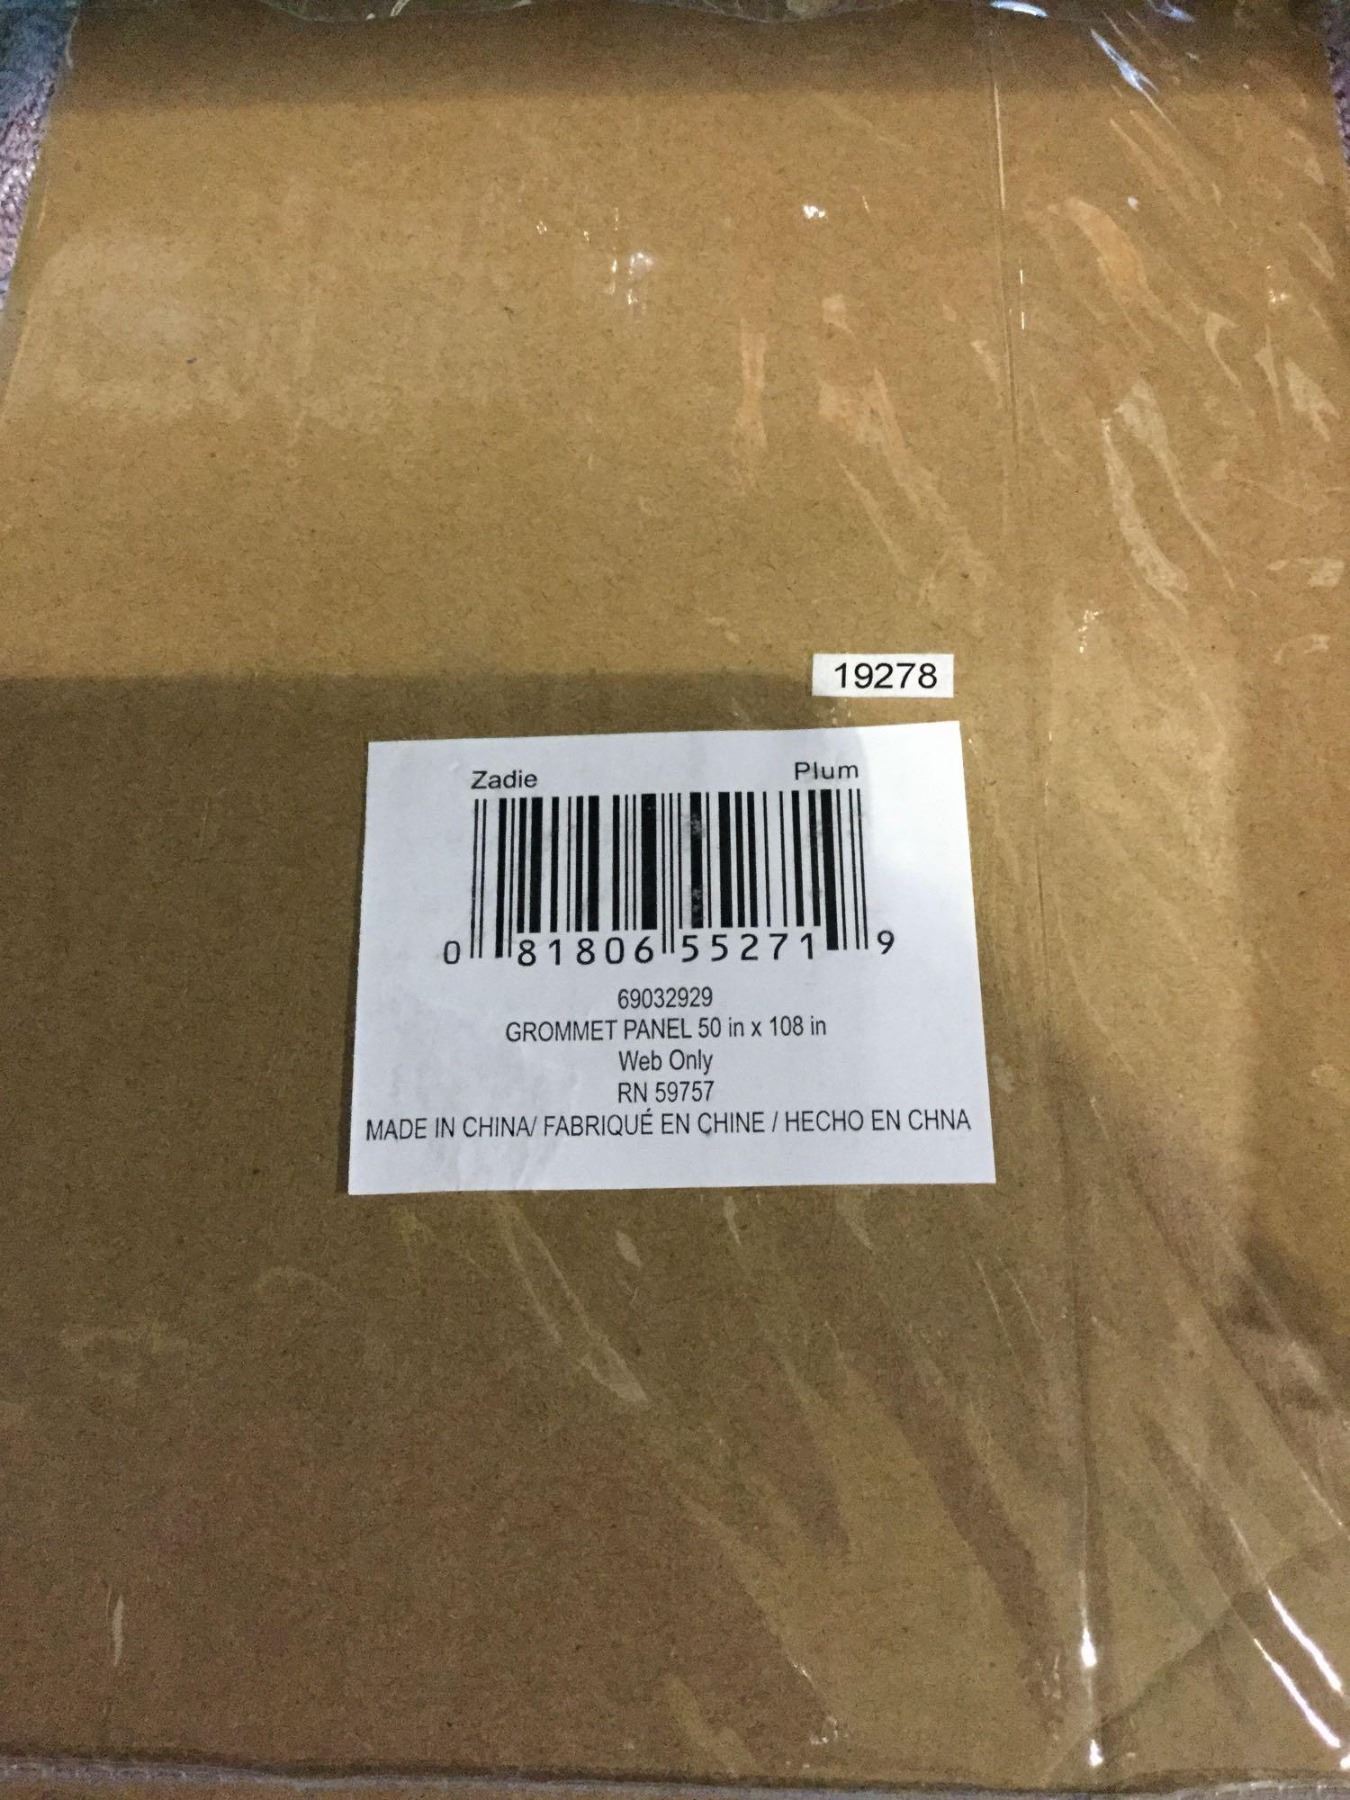 19278
Zadie Plum
0 81806 55271 9
69032929
GROMMET PANEL 50 in x 108 in
Web Only
RN 59757
MADE IN CHINA/ FABRIQUÉ EN CHINE / HECHO EN CHNA